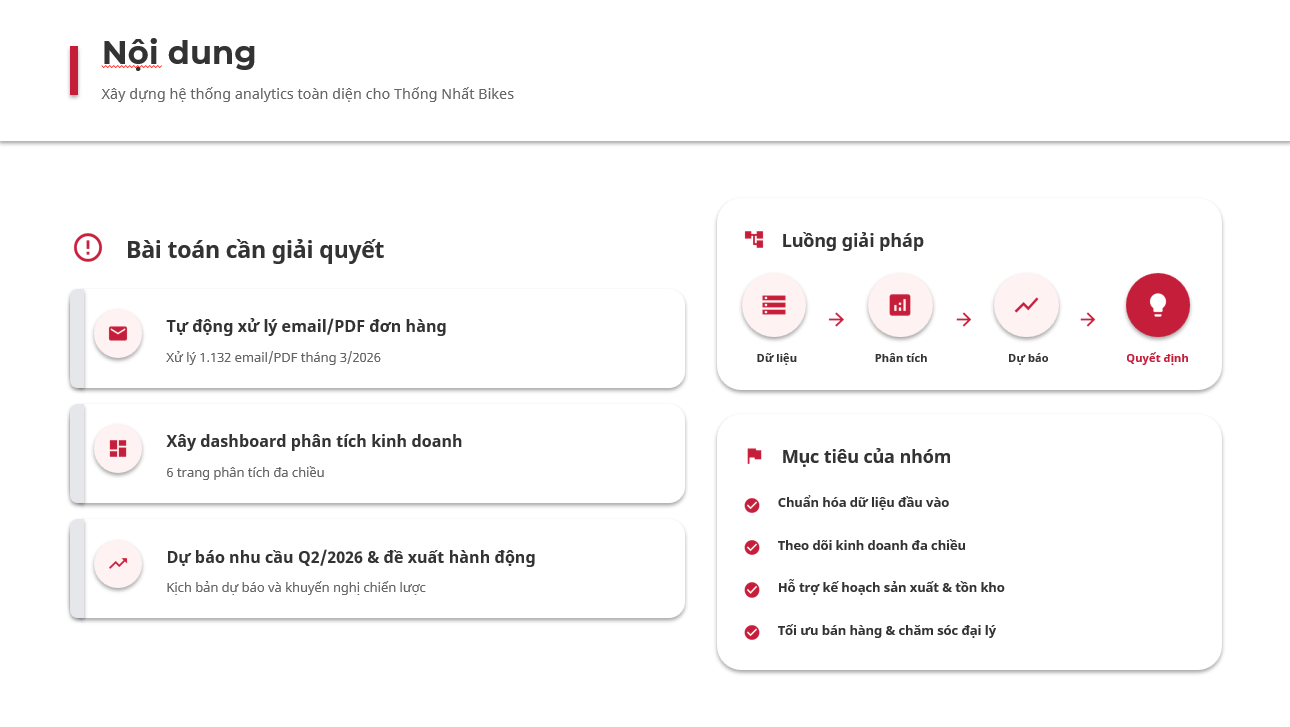 Nội dung
Xây dựng hệ thống analytics toàn diện cho Thống Nhất Bikes
Bài toán cần giải quyết
Tự động xử lý email/PDF đơn hàng
Xử lý 1.132 email/PDF tháng 3/2026
Xây dashboard phân tích kinh doanh
6 trang phân tích đa chiều
Dự báo nhu cầu Q2/2026 & đề xuất hành động
Kịch bản dự báo và khuyến nghị chiến lược
Luồng giải pháp
Dữ liệu
Phân tích
Dự báo
Quyết định
Mục tiêu của nhóm
Chuẩn hóa dữ liệu đầu vào
Theo dõi kinh doanh đa chiều
Hỗ trợ kế hoạch sản xuất & tồn kho
Tối ưu bán hàng & chăm sóc đại lý